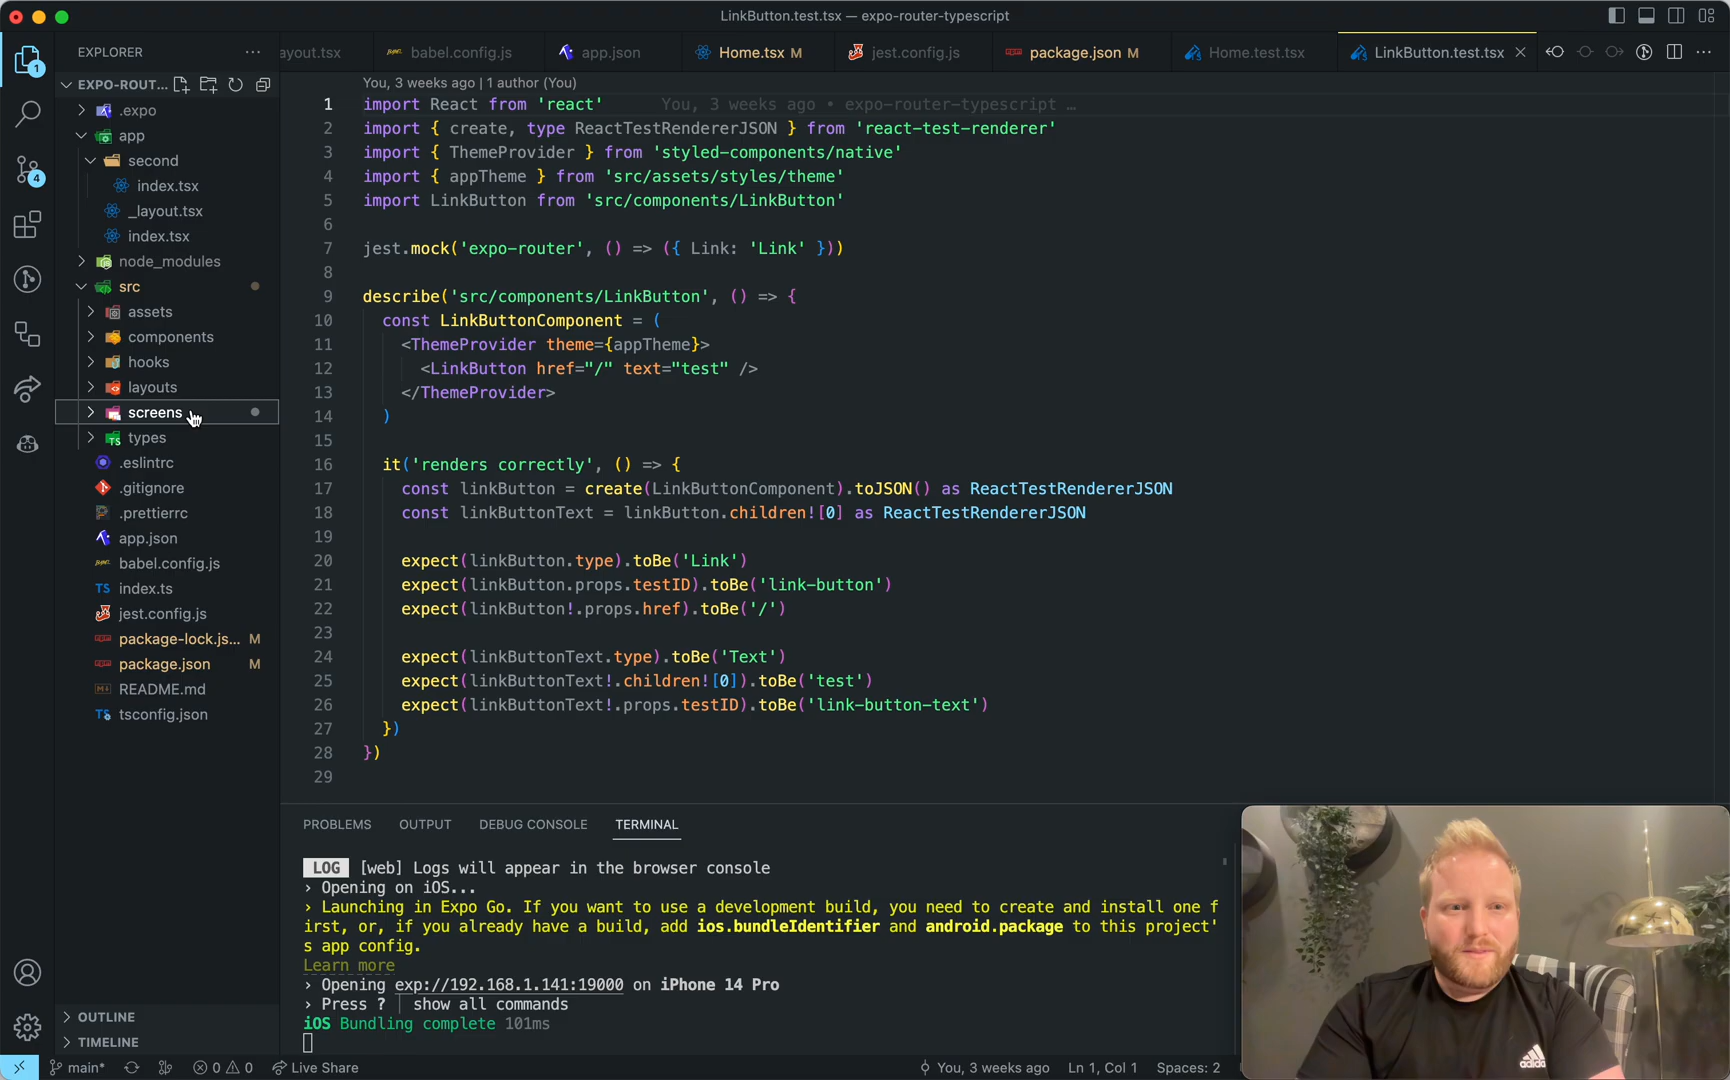 LinkButton.test.tsx — expo-router-typescript
EXPLORER
ayout.tsx
babel.config.js
app.json
Home.tsx M
jest.config.js
package.json M
Home.test.tsx
LinkButton.test.tsx
1
EXPO-ROUT...
.expo
app
second
index.tsx
_layout.tsx
index.tsx
node_modules
src
assets
components
hooks
layouts
screens
types
.eslintrc
.gitignore
.prettierrc
app.json
babel.config.js
TS index.ts
jest.config.js
package-lock.js... M
package.json M
README.md
tsconfig.json
OUTLINE
TIMELINE
4
You, 3 weeks ago | 1 author (You)
1 import React from 'react' You, 3 weeks ago • expo-router-typescript …
2 import { create, type ReactTestRendererJSON } from 'react-test-renderer'
3 import { ThemeProvider } from 'styled-components/native'
4 import { appTheme } from 'src/assets/styles/theme'
5 import LinkButton from 'src/components/LinkButton'
6
7 jest.mock('expo-router', () => ({ Link: 'Link' }))
8
9 describe('src/components/LinkButton', () => {
10 const LinkButtonComponent = (
11 <ThemeProvider theme={appTheme}>
12 <LinkButton href="/" text="test" />
13 </ThemeProvider>
14 )
15
16 it('renders correctly', () => {
17 const linkButton = create(LinkButtonComponent).toJSON() as ReactTestRendererJSON
18 const linkButtonText = linkButton.children![0] as ReactTestRendererJSON
19
20 expect(linkButton.type).toBe('Link')
21 expect(linkButton.props.testID).toBe('link-button')
22 expect(linkButton!.props.href).toBe('/')
23
24 expect(linkButtonText.type).toBe('Text')
25 expect(linkButtonText!.children![0]).toBe('test')
26 expect(linkButtonText!.props.testID).toBe('link-button-text')
27 })
28 })
29
PROBLEMS OUTPUT DEBUG CONSOLE TERMINAL
LOG [web] Logs will appear in the browser console
› Opening on iOS...
› Launching in Expo Go. If you want to use a development build, you need to create and install one f
irst, or, if you already have a build, add ios.bundleIdentifier and android.package to this project'
s app config.
Learn more
› Opening exp://192.168.1.141:19000 on iPhone 14 Pro
› Press ? │ show all commands
iOS Bundling complete 101ms
adidas
main* 0 0 Live Share You, 3 weeks ago Ln 1, Col 1 Spaces: 2